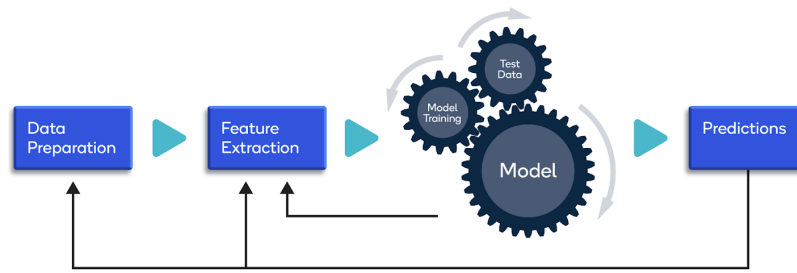 Data
Preparation
Feature
Extraction
Model
Training
Test
Data
Model
Predictions